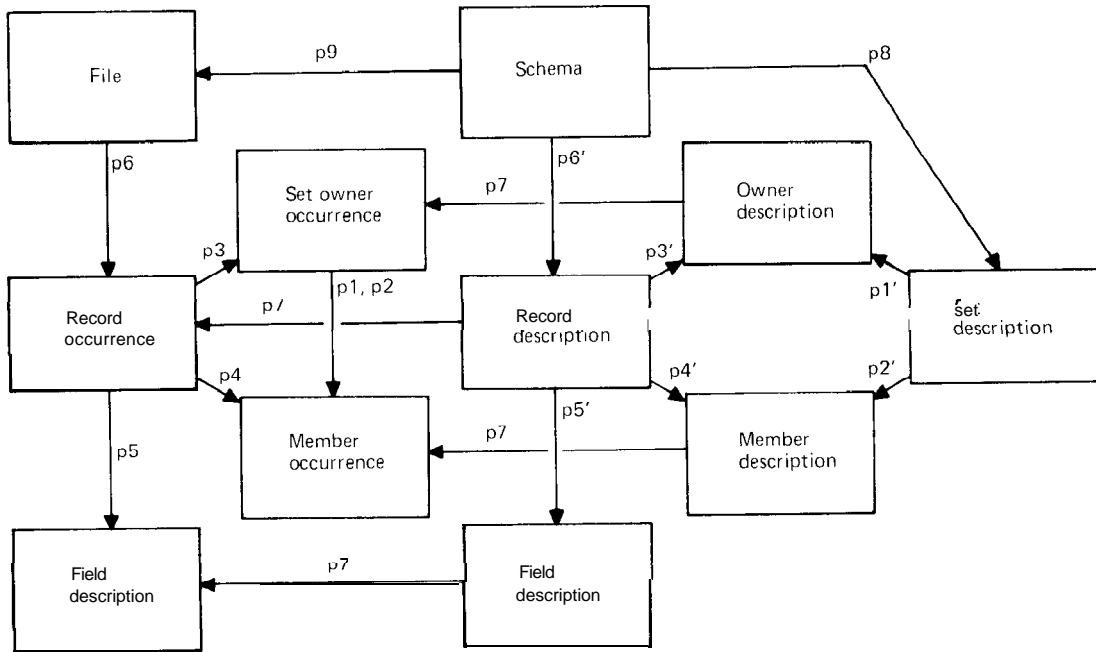 p9
File
Schema
p8
p6
p6'
Set owner
occurrence
p7
Owner
description
p3
p3'
p1, p2
p1'
Record
occurrence
p7
Record
description
set
description
p4
p4'
p2'
p5
Member
occurrence
p5'
p7
Member
description
Field
description
p7
Field
description